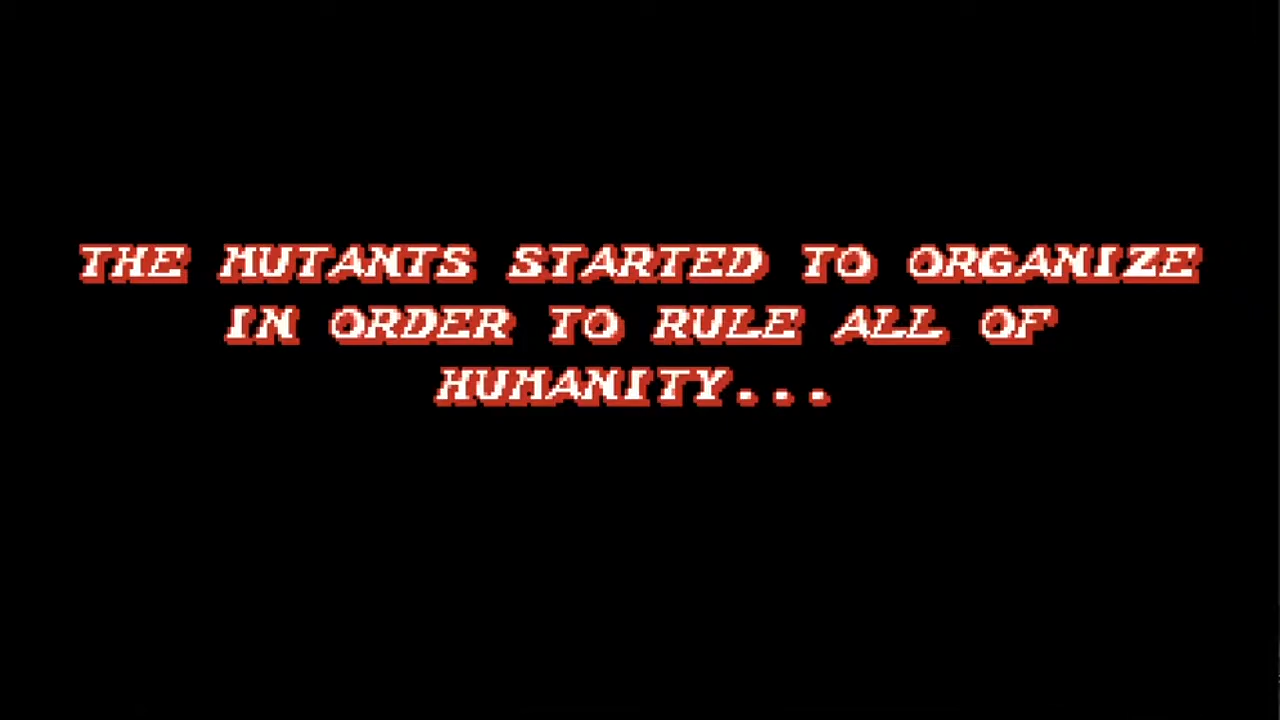 THE MUTANTS STARTED TO ORGANIZE
IN ORDER TO RULE ALL OF
HUMANITY...